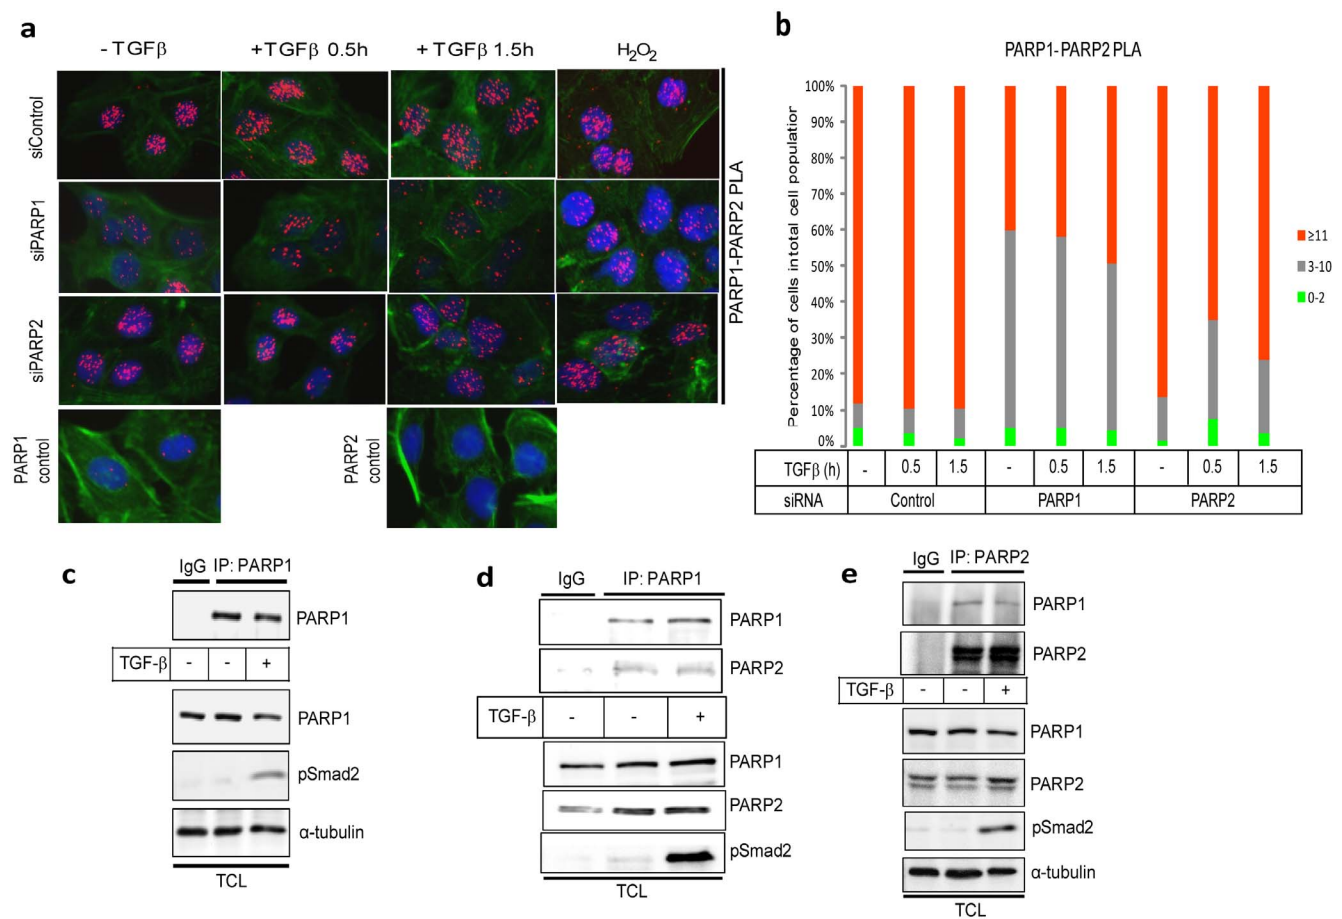 a
- TGFβ +TGFβ 0.5h + TGFβ 1.5h H2O2
siControl
siPARP1
siPARP2
PARP1-PARP2 PLA
PARP1
control
PARP2
control
b
PARP1-PARP2 PLA
Percentage of cells intotal cell population
100%
90%
80%
70%
60%
50%
40%
30%
20%
10%
0%
≥11
3-10
0-2
TGFβ (h) - 0.5 1.5 - 0.5 1.5 - 0.5 1.5
siRNA Control PARP1 PARP2
c
IgG IP: PARP1
PARP1
TGF-β - - +
PARP1
pSmad2
α-tubulin
TCL
d
IgG IP: PARP1
PARP1
PARP2
TGF-β - - +
PARP1
PARP2
pSmad2
TCL
e
IgG IP: PARP2
PARP1
PARP2
TGF-β - - +
PARP1
PARP2
pSmad2
α-tubulin
TCL